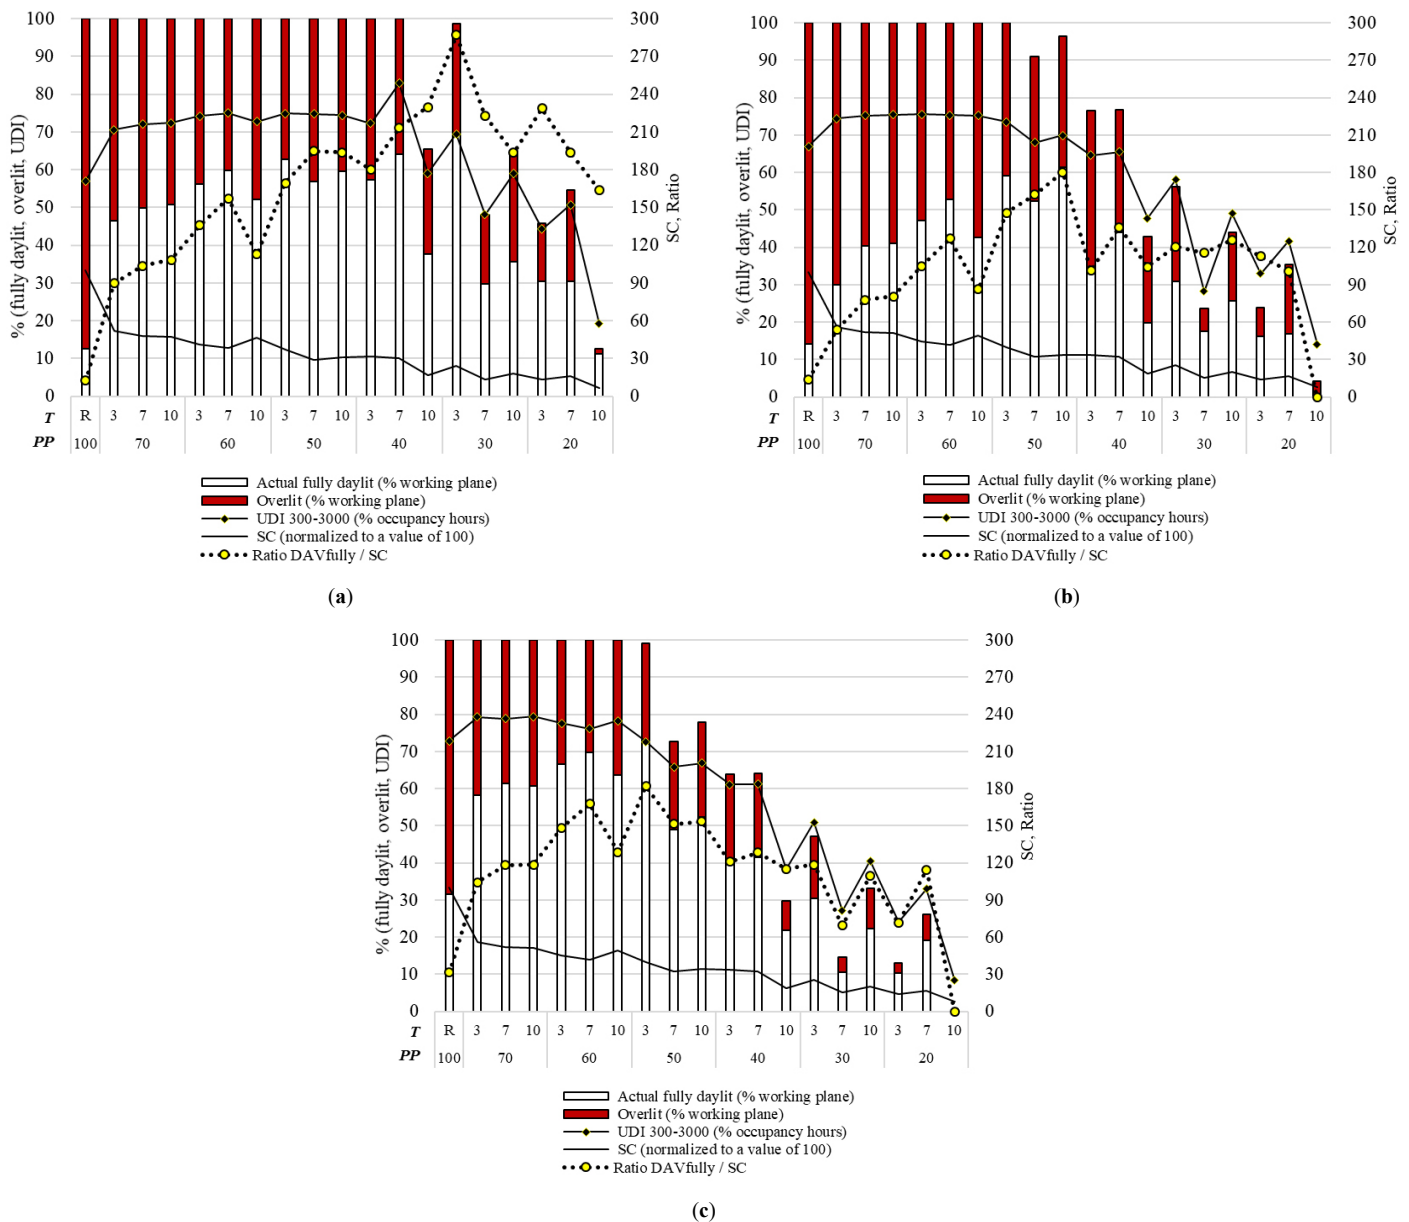 100 90 80 70 60 50 40 30 20 10 0
% (fully daylit, overlit, UDI)
300 270 240 210 180 150 120 90 60 30 0
SC, Ratio
T R 3 7 10 3 7 10 3 7 10 3 7 10 3 7 10 3 7 10
PP 100 70 60 50 40 30 20
Actual fully daylit (% working plane)
Overlit (% working plane)
UDI 300-3000 (% occupancy hours)
SC (normalized to a value of 100)
Ratio DAVfully / SC
(a)
100 90 80 70 60 50 40 30 20 10 0
% (fully daylit, overlit, UDI)
300 270 240 210 180 150 120 90 60 30 0
SC, Ratio
T R 3 7 10 3 7 10 3 7 10 3 7 10 3 7 10 3 7 10
PP 100 70 60 50 40 30 20
Actual fully daylit (% working plane)
Overlit (% working plane)
UDI 300-3000 (% occupancy hours)
SC (normalized to a value of 100)
Ratio DAVfully / SC
(b)
100 90 80 70 60 50 40 30 20 10 0
% (fully daylit, overlit, UDI)
300 270 240 210 180 150 120 90 60 30 0
SC, Ratio
T R 3 7 10 3 7 10 3 7 10 3 7 10 3 7 10 3 7 10
PP 100 70 60 50 40 30 20
Actual fully daylit (% working plane)
Overlit (% working plane)
UDI 300-3000 (% occupancy hours)
SC (normalized to a value of 100)
Ratio DAVfully / SC
(c)